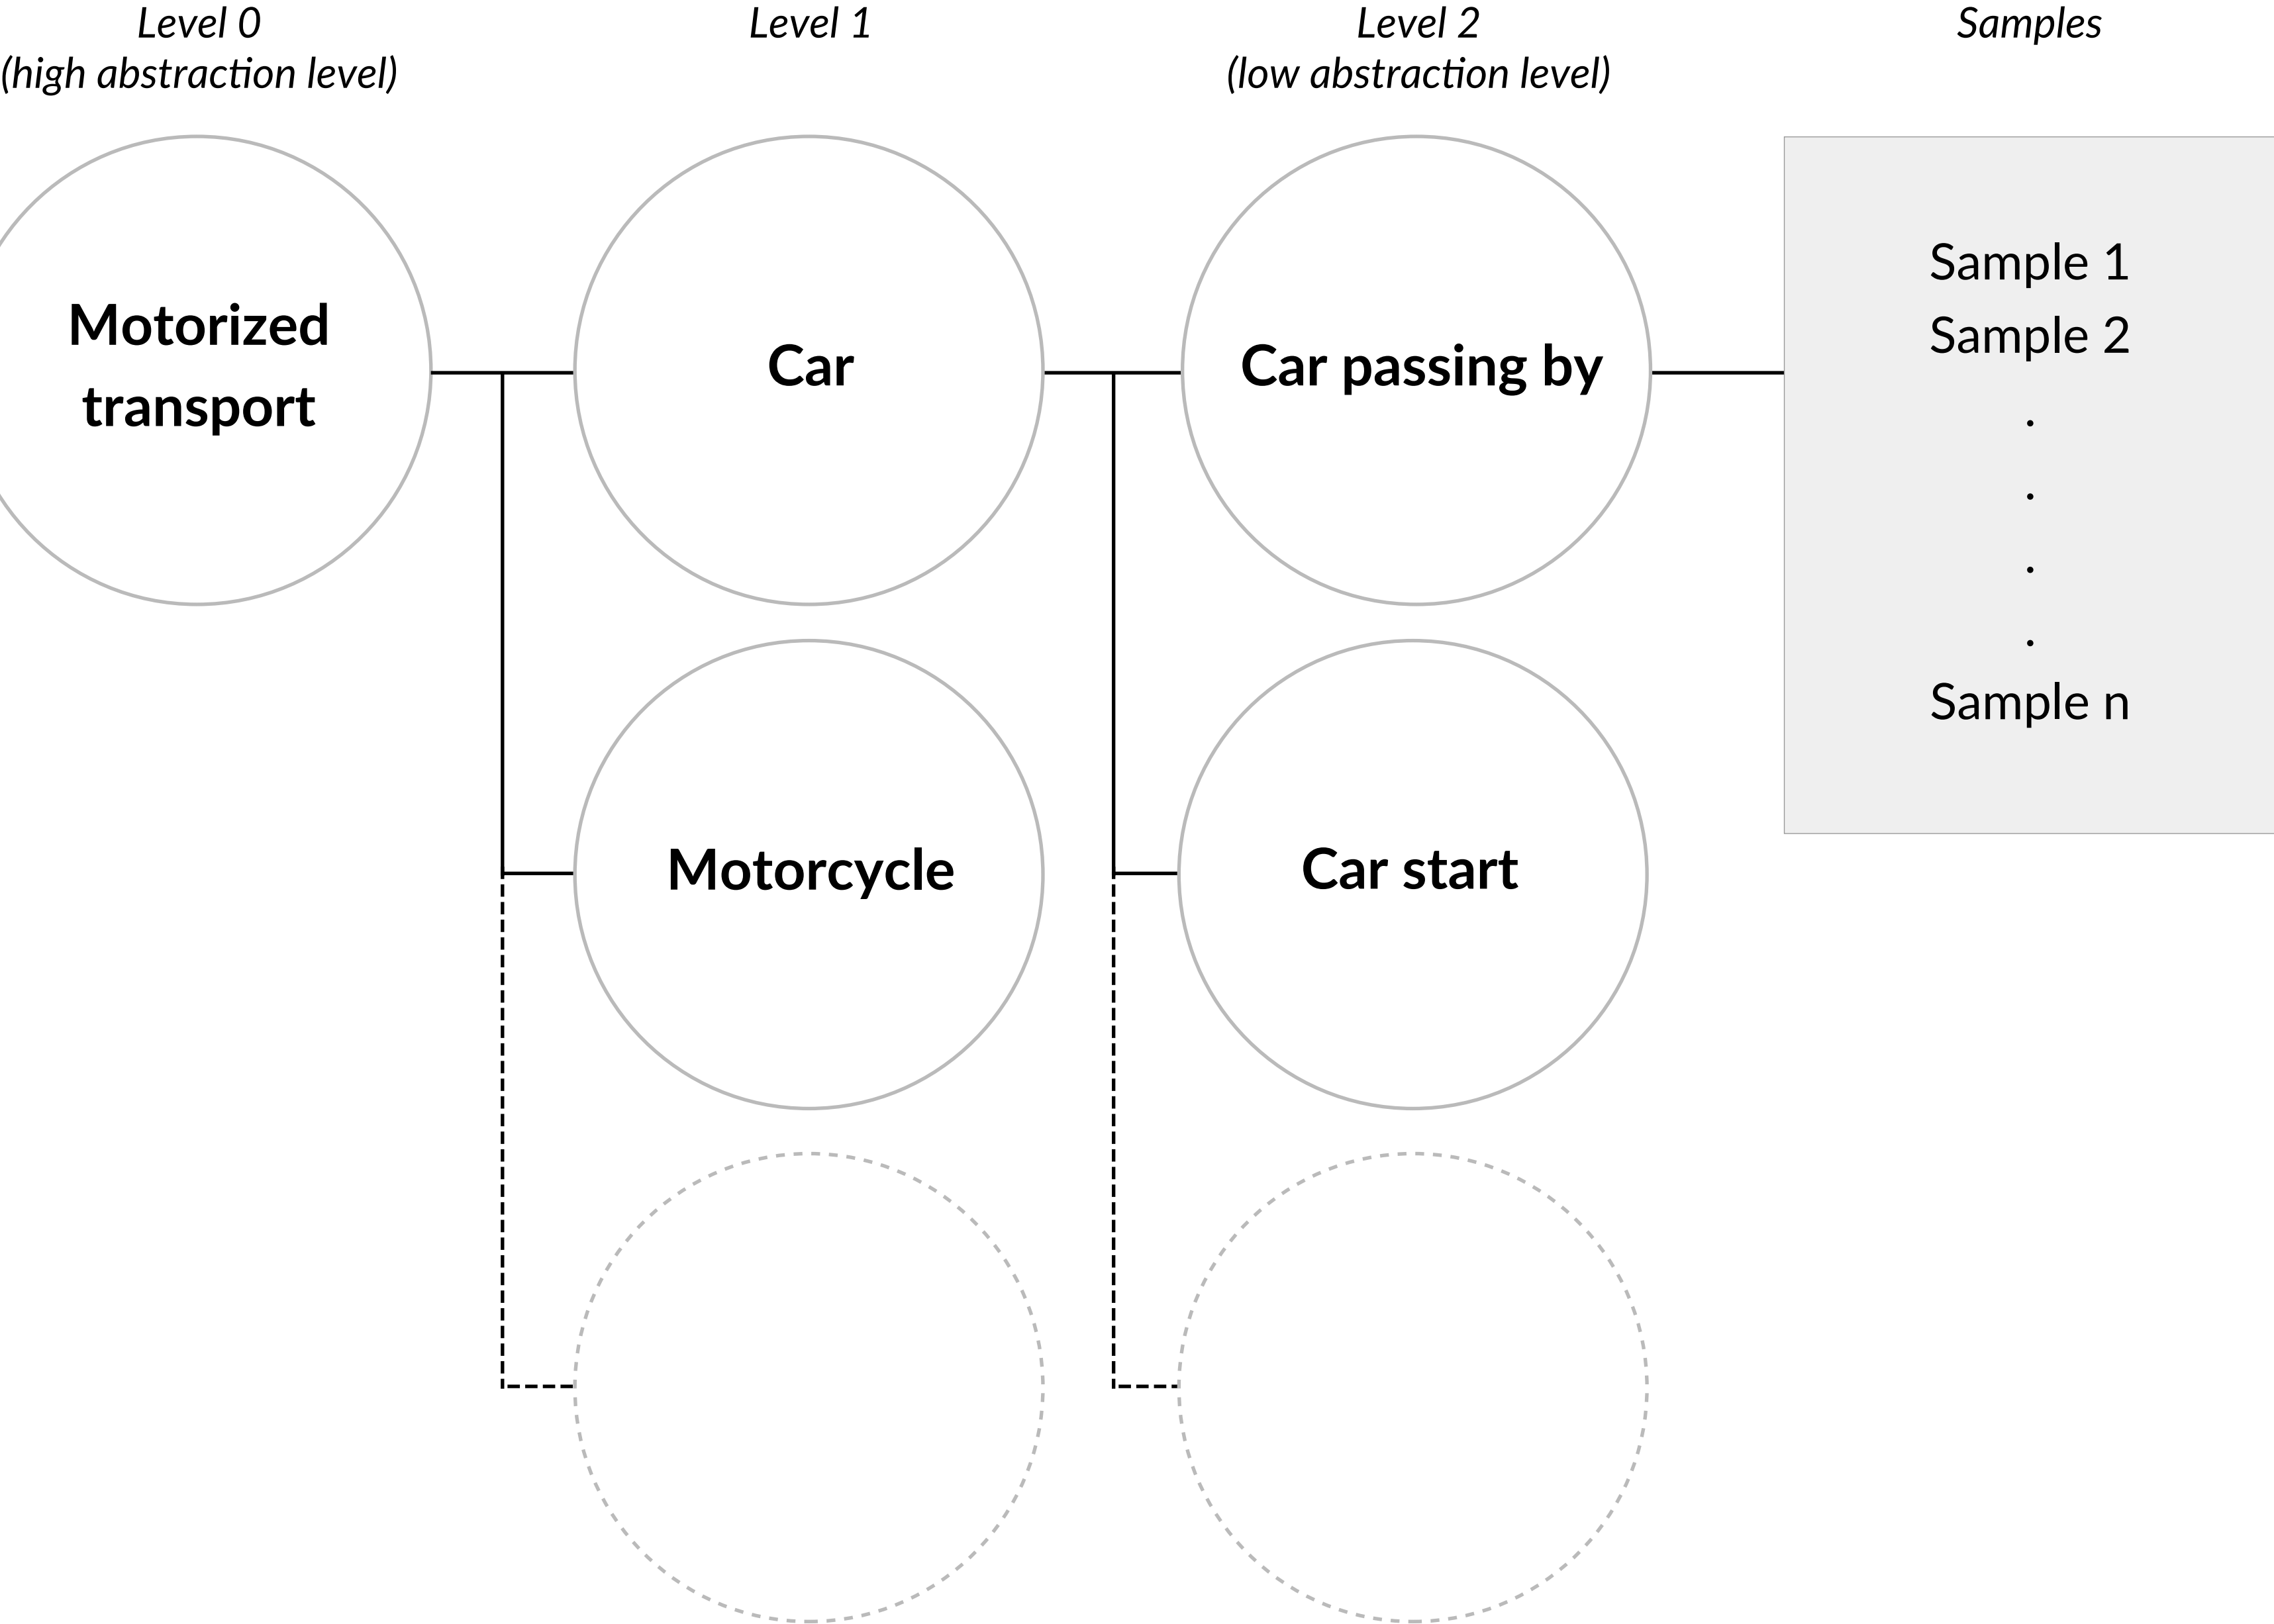 Level 0
(high abstraction level)
Level 1
Level 2
(low abstraction level)
Samples
Motorized
transport
Car
Car passing by
Sample 1
Sample 2
.
.
.
.
Sample n
Motorcycle
Car start